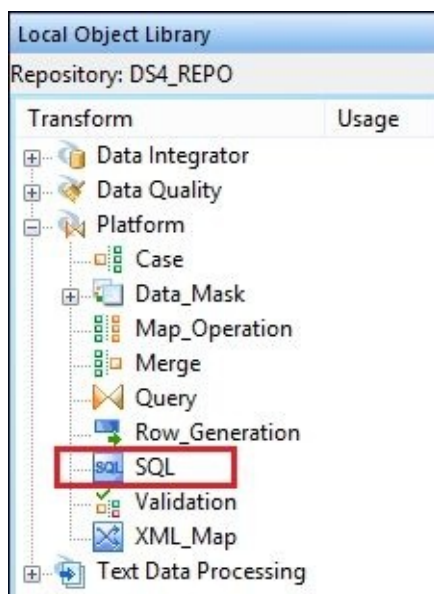 Local Object Library
Repository: DS4_REPO
Transform Usage
Data Integrator
Data Quality
Platform
Case
Data_Mask
Map_Operation
Merge
Query
Row_Generation
SQL SQL
Validation
XML_Map
Text Data Processing